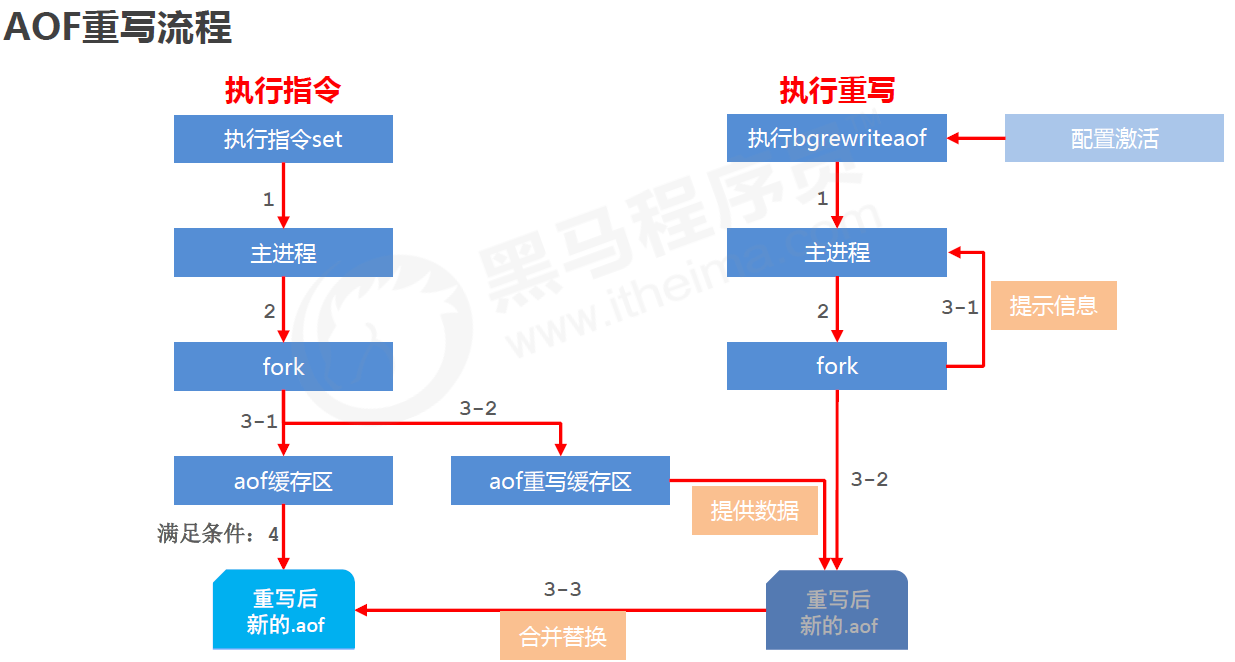 AOF重写流程
执行指令
执行重写
执行指令set
执行bgrewriteaof
配置激活
1
1
主进程
主进程
2
2
3-1
提示信息
fork
fork
3-1
3-2
aof缓存区
aof重写缓存区
3-2
提供数据
满足条件：4
重写后
新的.aof
3-3
合并替换
重写后
新的.aof
黑马程序员
www.itheima.com